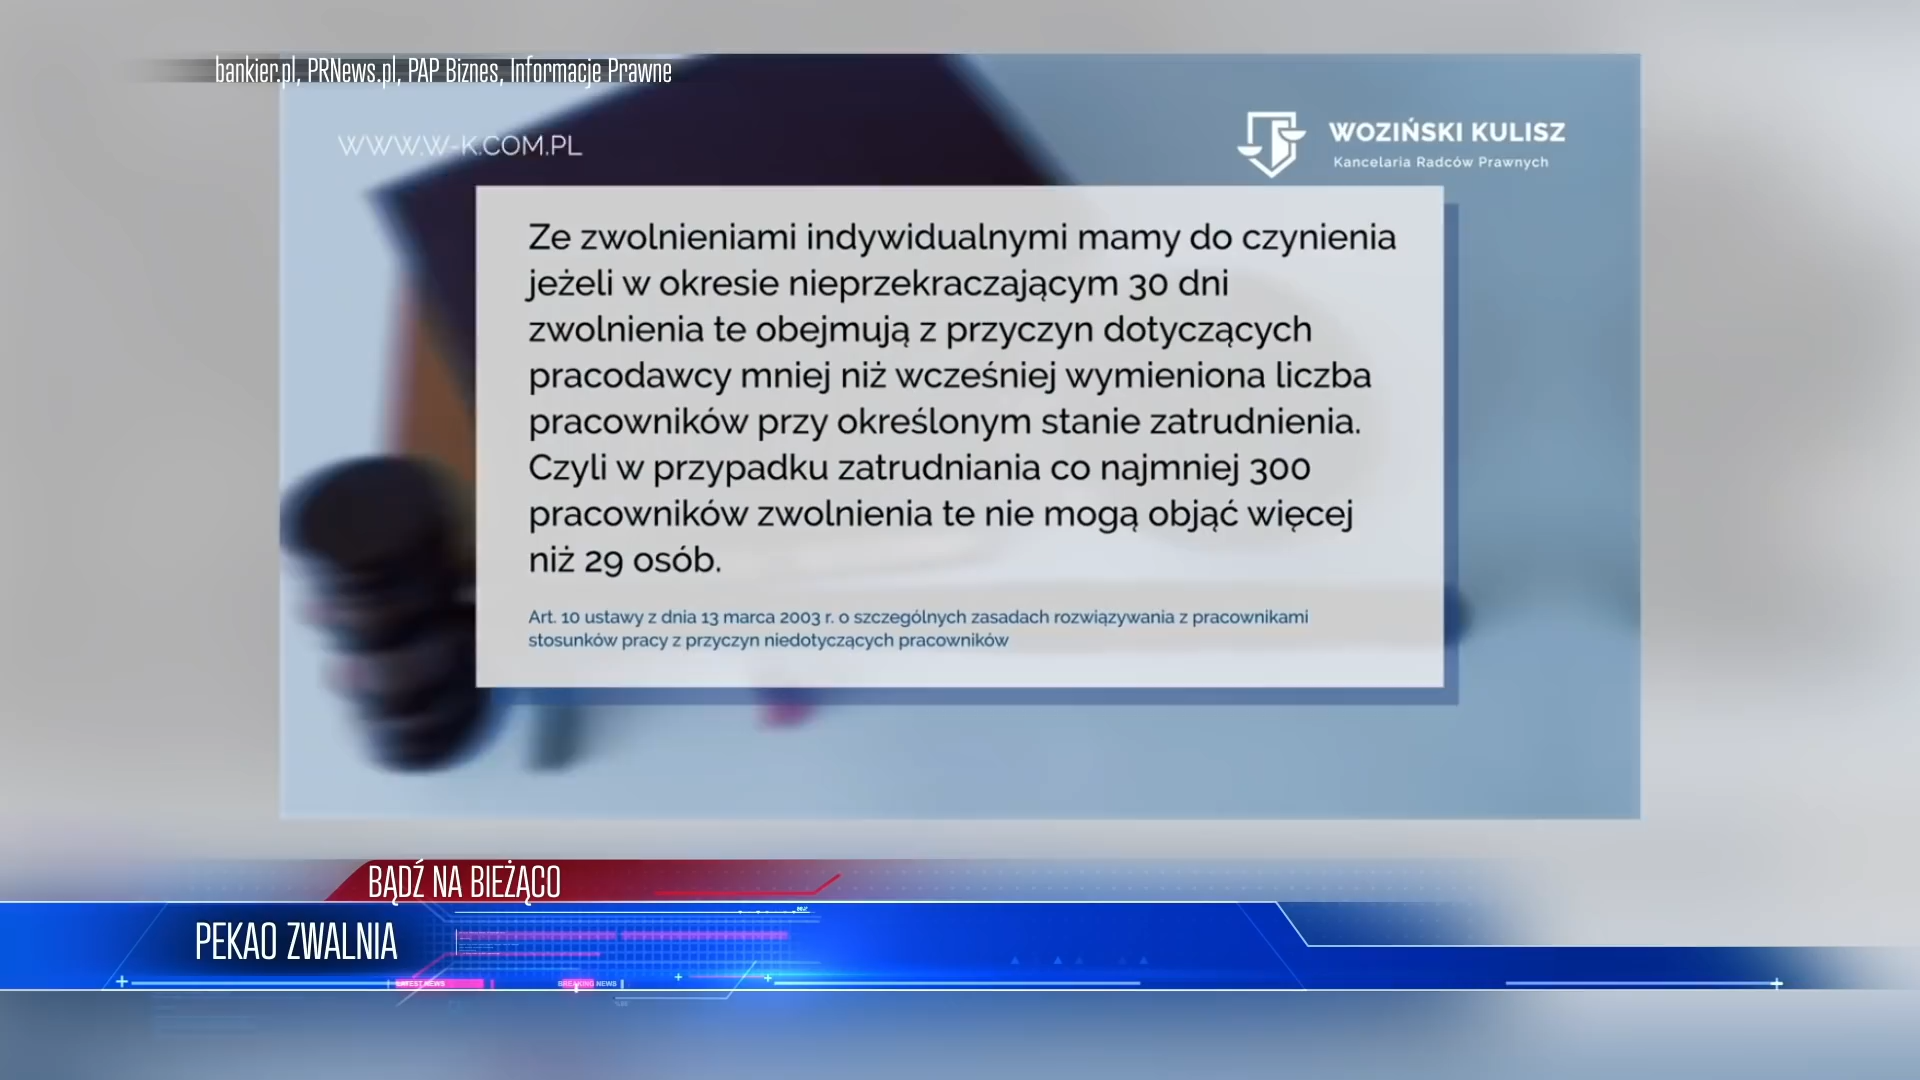 bankier.pl, PRNews.pl, PAP Biznes, Informacje Prawne
WWW.W-K.COM.PL
WOZIŃSKI KULISZ
Kancelaria Radców Prawnych
Ze zwolnieniami indywidualnymi mamy do czynienia
jeżeli w okresie nieprzekraczającym 30 dni
zwolnienia te obejmują z przyczyn dotyczących
pracodawcy mniej niż wcześniej wymieniona liczba
pracowników przy określonym stanie zatrudnienia.
Czyli w przypadku zatrudniania co najmniej 300
pracowników zwolnienia te nie mogą objąć więcej
niż 29 osób.
Art. 10 ustawy z dnia 13 marca 2003 r. o szczególnych zasadach rozwiązywania z pracownikami
stosunków pracy z przyczyn niedotyczących pracowników
BĄDŹ NA BIEŻĄCO
PEKAO ZWALNIA
LATEST NEWS
BREAKING NEWS